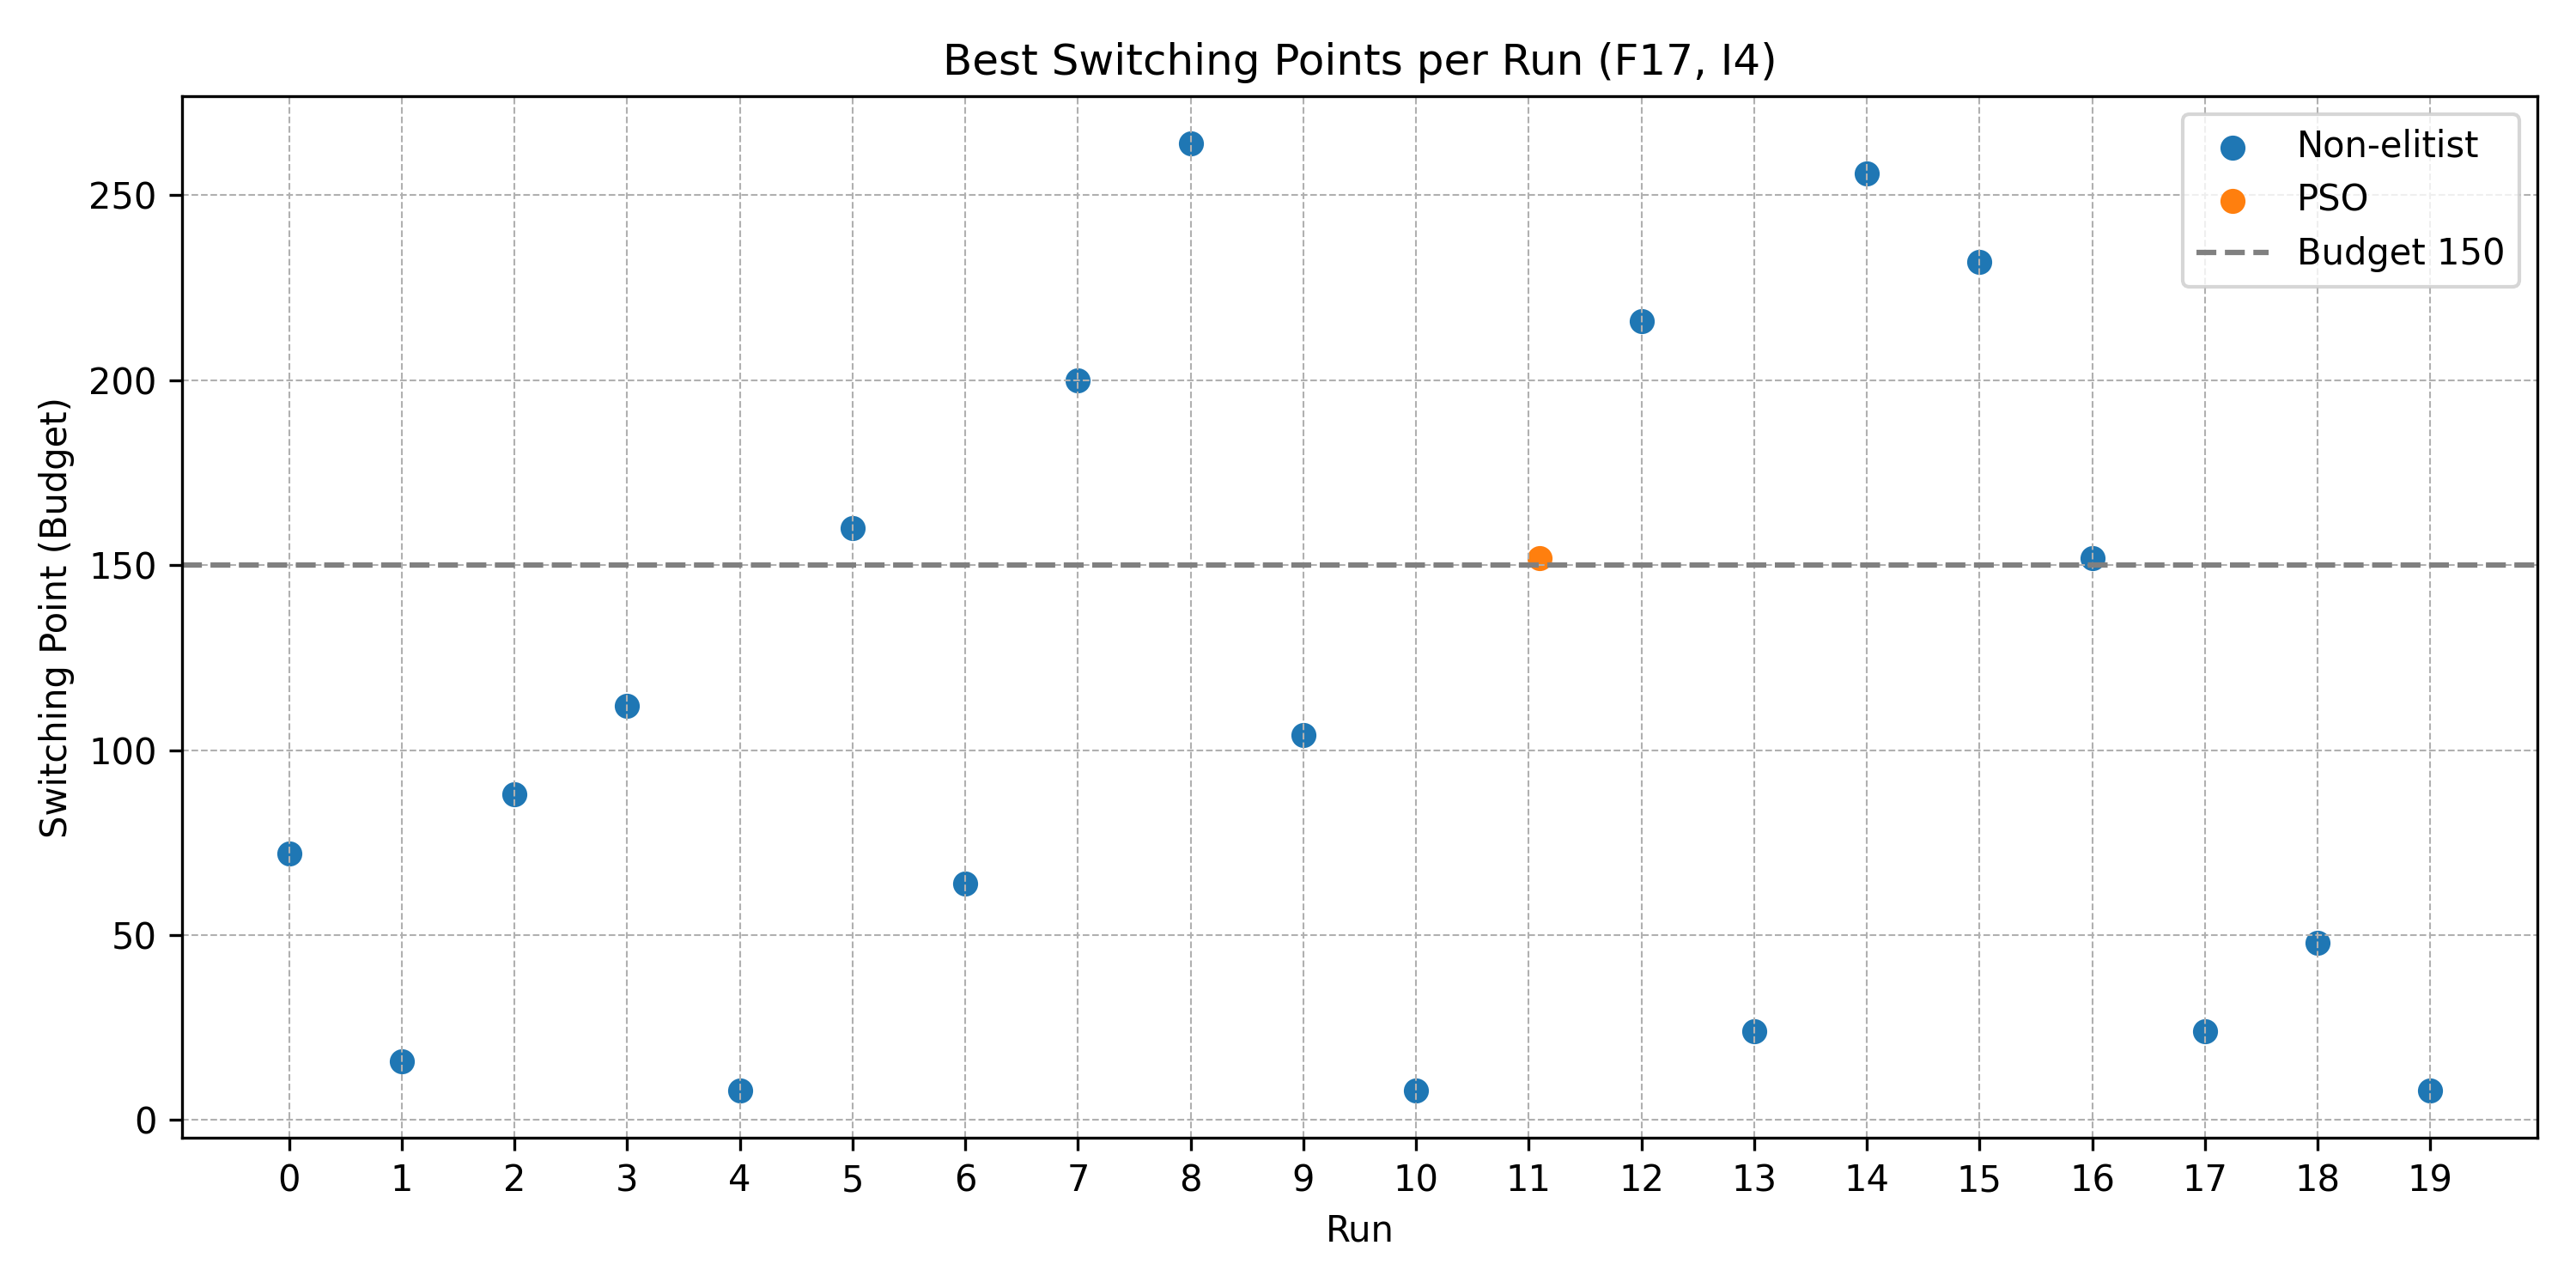 Best Switching Points per Run (F17, I4)
Non-elitist
PSO
Budget 150
Switching Point (Budget)
250
200
150
100
50
0
0 1 2 3 4 5 6 7 8 9 10 11 12 13 14 15 16 17 18 19
Run